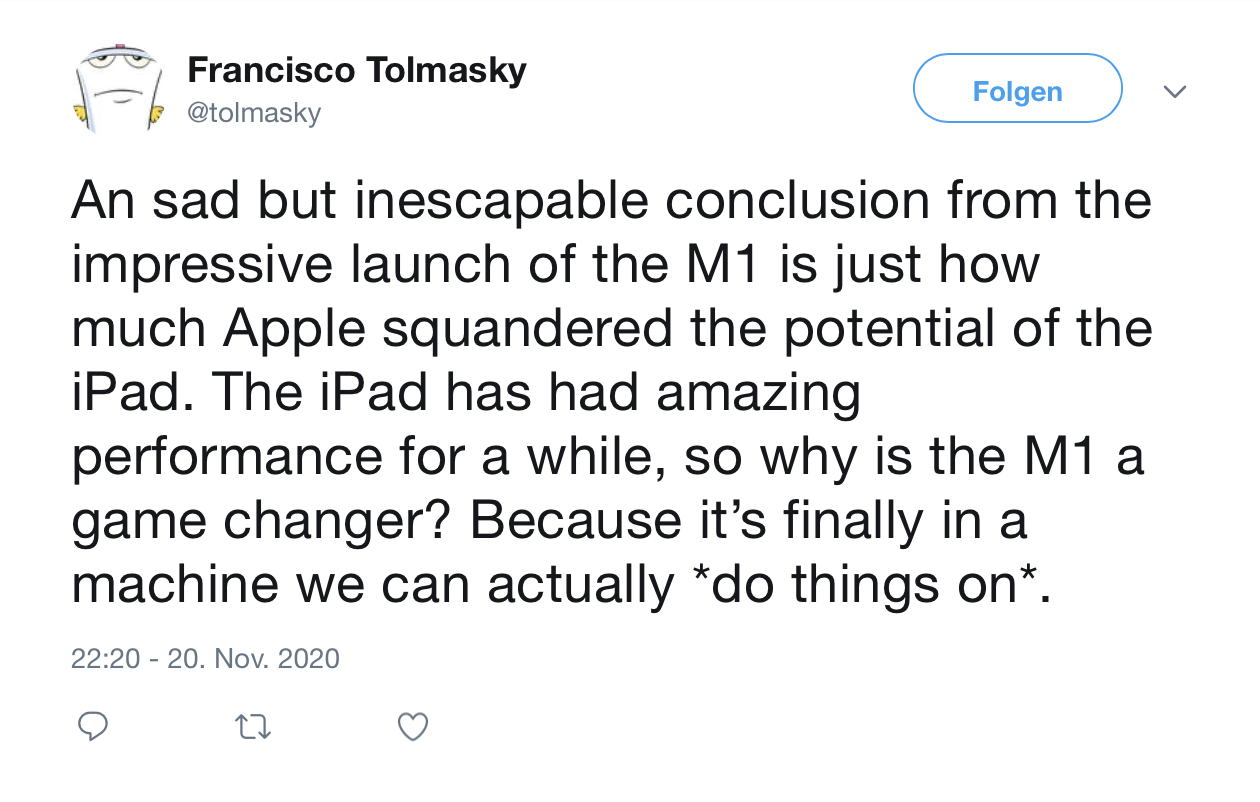 Francisco Tolmasky
@tolmasky
Folgen
An sad but inescapable conclusion from the
impressive launch of the M1 is just how
much Apple squandered the potential of the
iPad. The iPad has had amazing
performance for a while, so why is the M1 a
game changer? Because it’s finally in a
machine we can actually *do things on*.
22:20 - 20. Nov. 2020